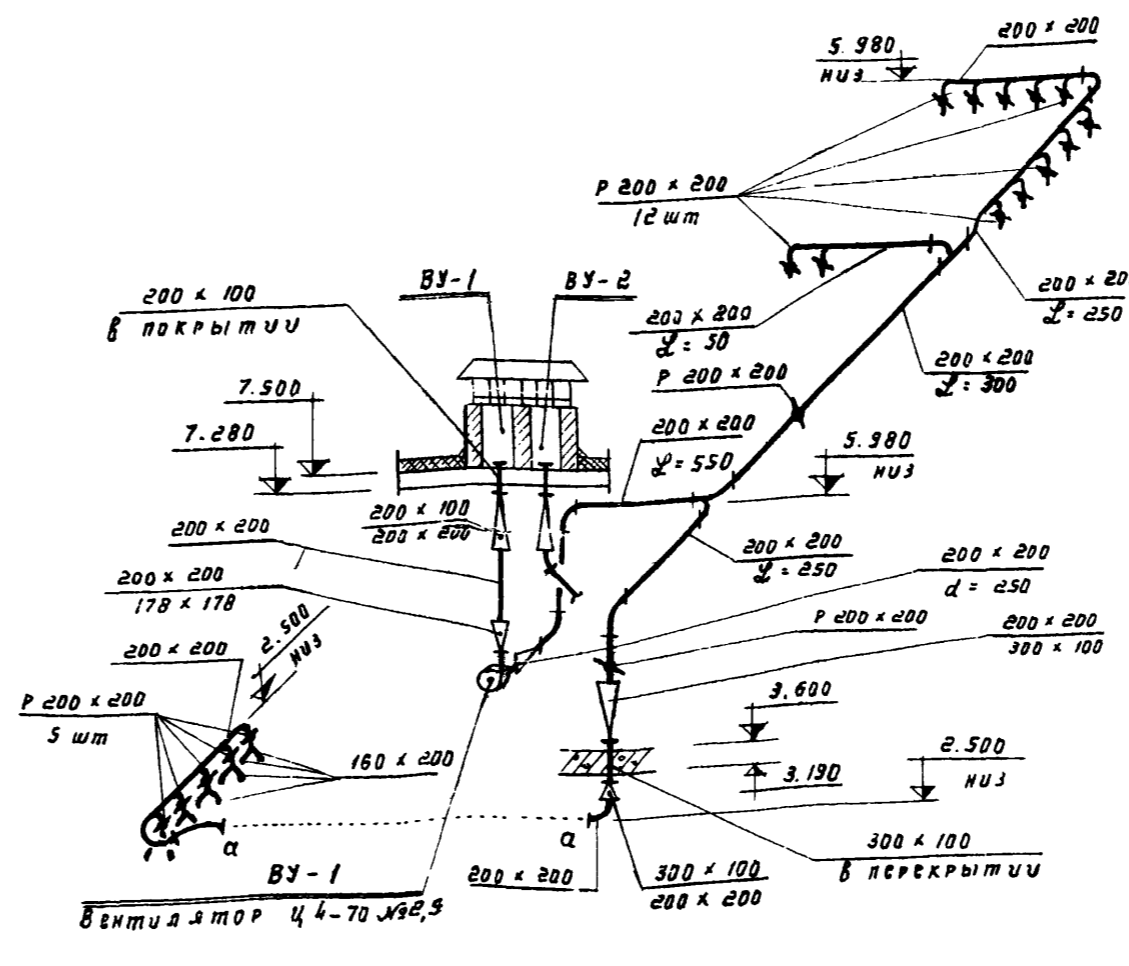 200 × 200
5.980
низ
Р 200 × 200
12 шт
ВУ-1
ВУ-2
200 × 100
в покрытии
200 × 20
L = 250
200 × 200
L = 50
200 × 200
L = 300
Р 200 × 200
7.500
7.280
200 × 200
L = 550
5.980
низ
200 × 100
200 × 200
200 × 200
200 × 200
L = 250
200 × 200
d = 250
200 × 200
178 × 178
Р 200 × 200
200 × 200
300 × 100
2.500
низ
200 × 200
3.600
Р 200 × 200
5 шт
160 × 200
2.500
низ
3.190
а
а
300 × 100
в перекрытии
ВУ-1
200 × 200
300 × 100
200 × 200
Вентилятор Ц 4-70 №2,5